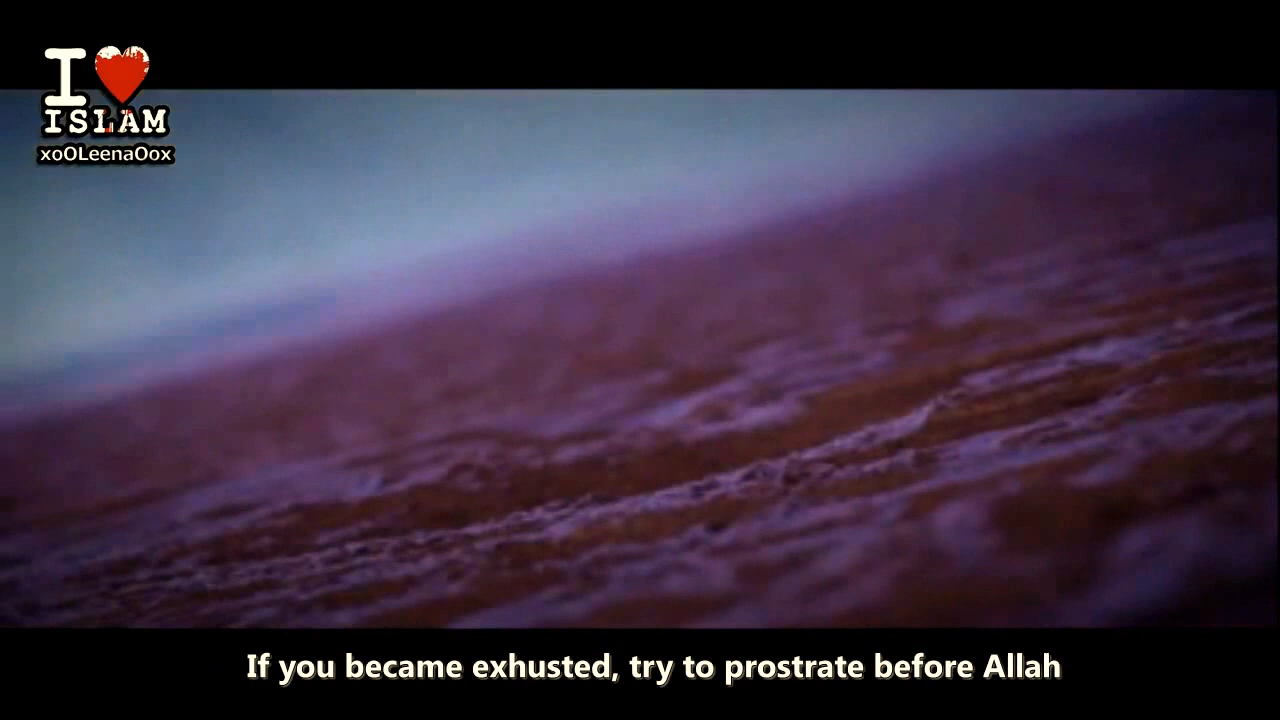 I
ISLAM
xoOLeenaOox
If you became exhusted, try to prostrate before Allah